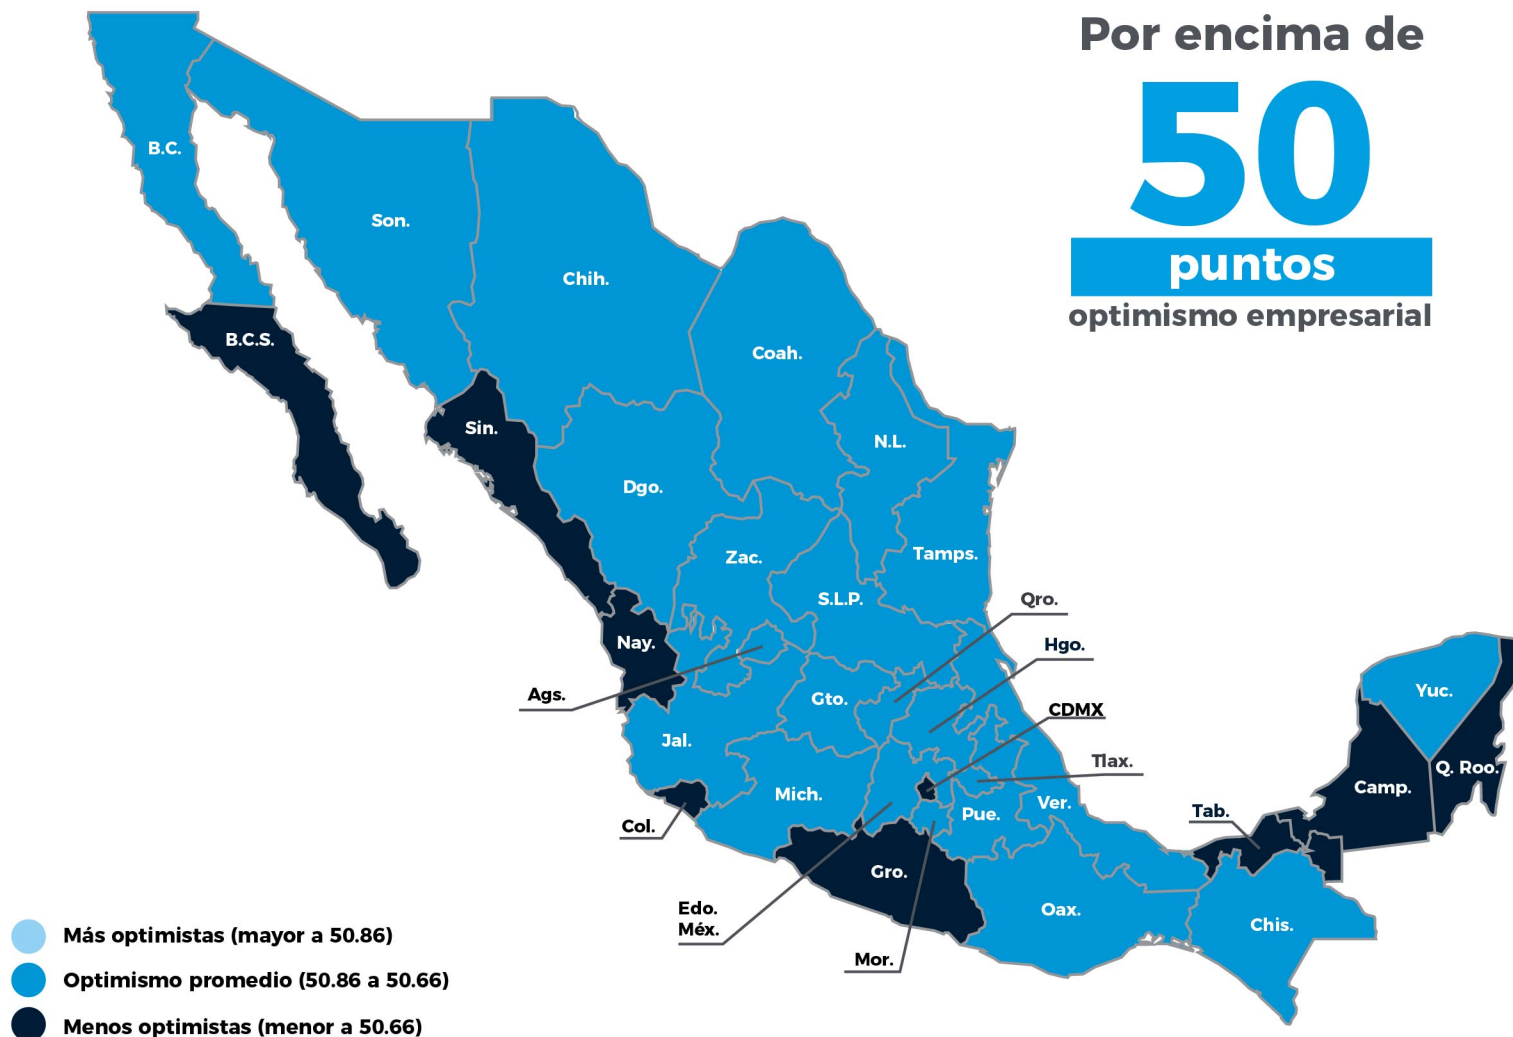 Por encima de
50
puntos
optimismo empresarial
B.C.
Son.
Chih.
B.C.S.
Coah.
Sin.
N.L.
Dgo.
Zac.
Tamps.
S.L.P.
Qro.
Nay.
Hgo.
Ags.
Gto.
CDMX
Yuc.
Jal.
Tlax.
Q. Roo.
Camp.
Mich.
Ver.
Pue.
Tab.
Col.
Gro.
Edo.
Méx.
Oax.
Chis.
Mor.
Más optimistas (mayor a 50.86)
Optimismo promedio (50.86 a 50.66)
Menos optimistas (menor a 50.66)